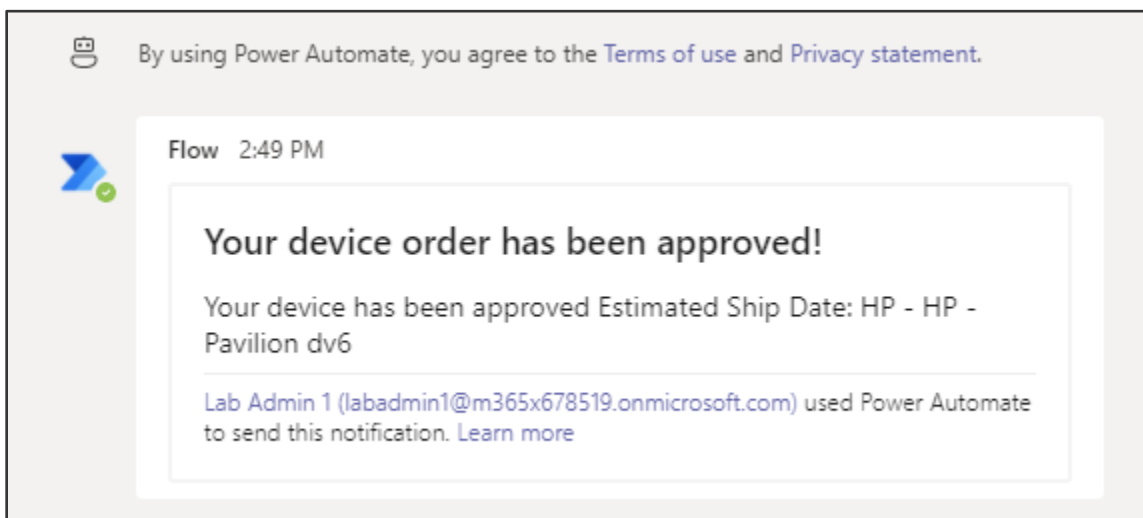 By using Power Automate, you agree to the Terms of use and Privacy statement.
Flow 2:49 PM
Your device order has been approved!
Your device has been approved Estimated Ship Date: HP - HP -
Pavilion dv6
Lab Admin 1 (labadmin1@m365x678519.onmicrosoft.com) used Power Automate
to send this notification. Learn more